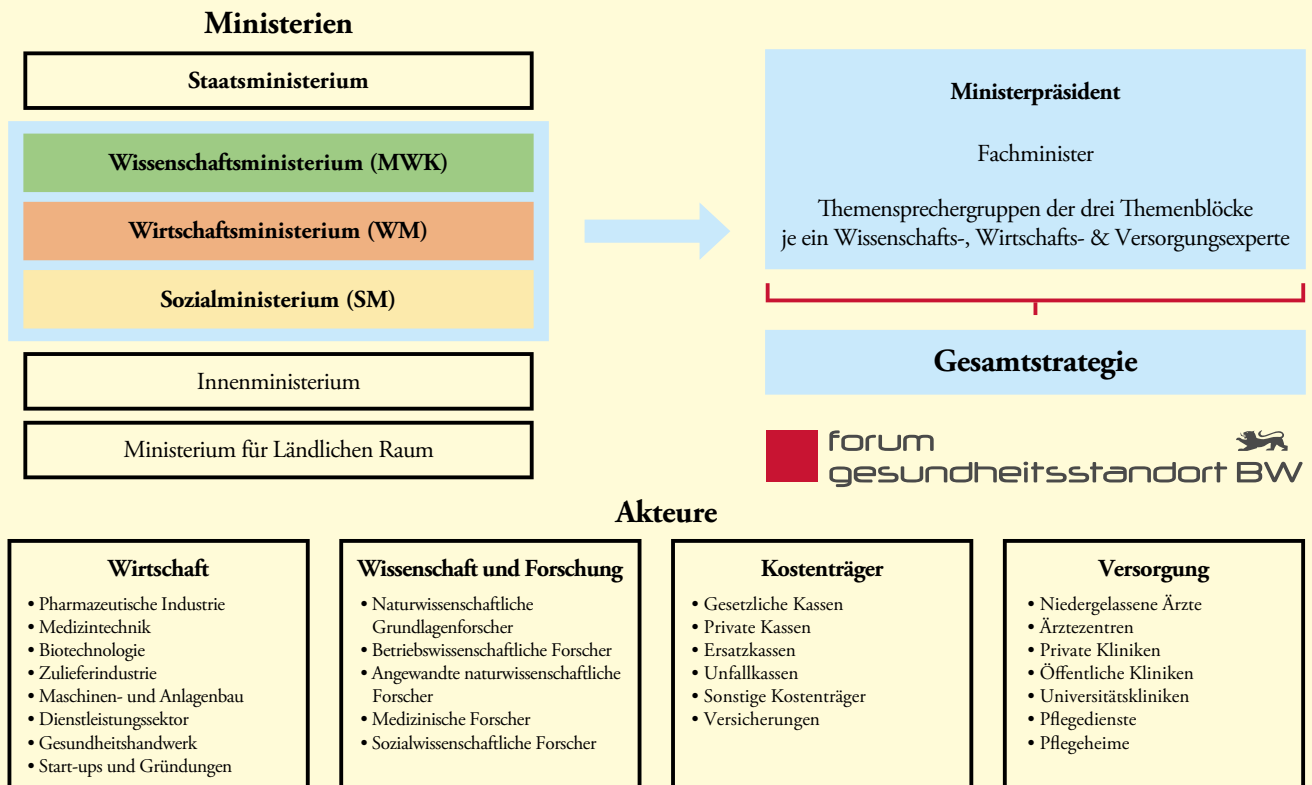 Ministerien
Staatsministerium
Wissenschaftsministerium (MWK)
Wirtschaftsministerium (WM)
Sozialministerium (SM)
Innenministerium
Ministerium für Ländlichen Raum
Ministerpräsident
Fachminister
Themensprechergruppen der drei Themenblöcke
je ein Wissenschafts-, Wirtschafts- & Versorgungsexperte
Gesamtstrategie
forum
gesundheitsstandort BW
Akteure
Wirtschaft
• Pharmazeutische Industrie
• Medizintechnik
• Biotechnologie
• Zulieferindustrie
• Maschinen- und Anlagenbau
• Dienstleistungssektor
• Gesundheitshandwerk
• Start-ups und Gründungen
Wissenschaft und Forschung
• Naturwissenschaftliche
Grundlagenforscher
• Betriebswissenschaftliche Forscher
• Angewandte naturwissenschaftliche
Forscher
• Medizinische Forscher
• Sozialwissenschaftliche Forscher
Kostenträger
• Gesetzliche Kassen
• Private Kassen
• Ersatzkassen
• Unfallkassen
• Sonstige Kostenträger
• Versicherungen
Versorgung
• Niedergelassene Ärzte
• Ärztezentren
• Private Kliniken
• Öffentliche Kliniken
• Universitätskliniken
• Pflegedienste
• Pflegeheime